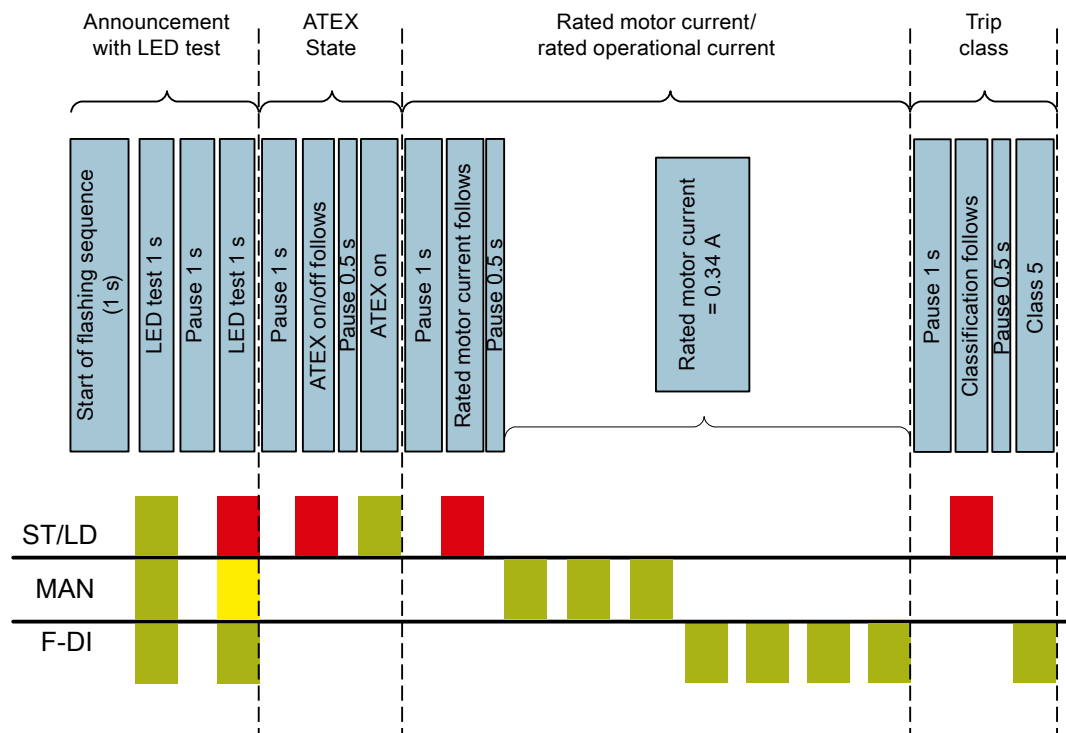 Announcement
with LED test
ATEX
State
Rated motor current/
rated operational current
Trip
class
Start of flashing sequence
(1 s)
LED test 1 s
Pause 1 s
LED test 1 s
Pause 1 s
ATEX on/off follows
Pause 0.5 s
ATEX on
Pause 1 s
Rated motor current follows
Pause 0.5 s
Rated motor current
= 0.34 A
Pause 1 s
Classification follows
Pause 0.5 s
Class 5
ST/LD
MAN
F-DI